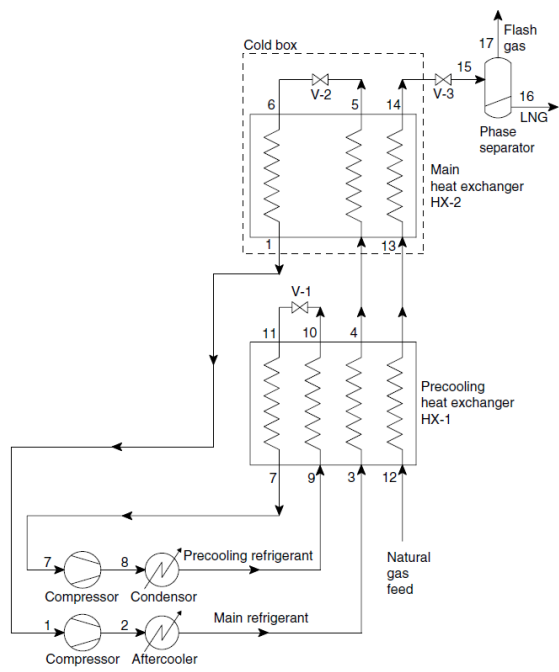 17
Flash
gas
Cold box
15
V-3
16
LNG
Phase
separator
6
V-2
5
14
Main
heat exchanger
HX-2
1
13
V-1
11
10
4
Precooling
heat exchanger
HX-1
7
9
3
12
7
8
Precooling refrigerant
Compressor
Condensor
Natural
gas
feed
1
2
Main refrigerant
Compressor
Aftercooler